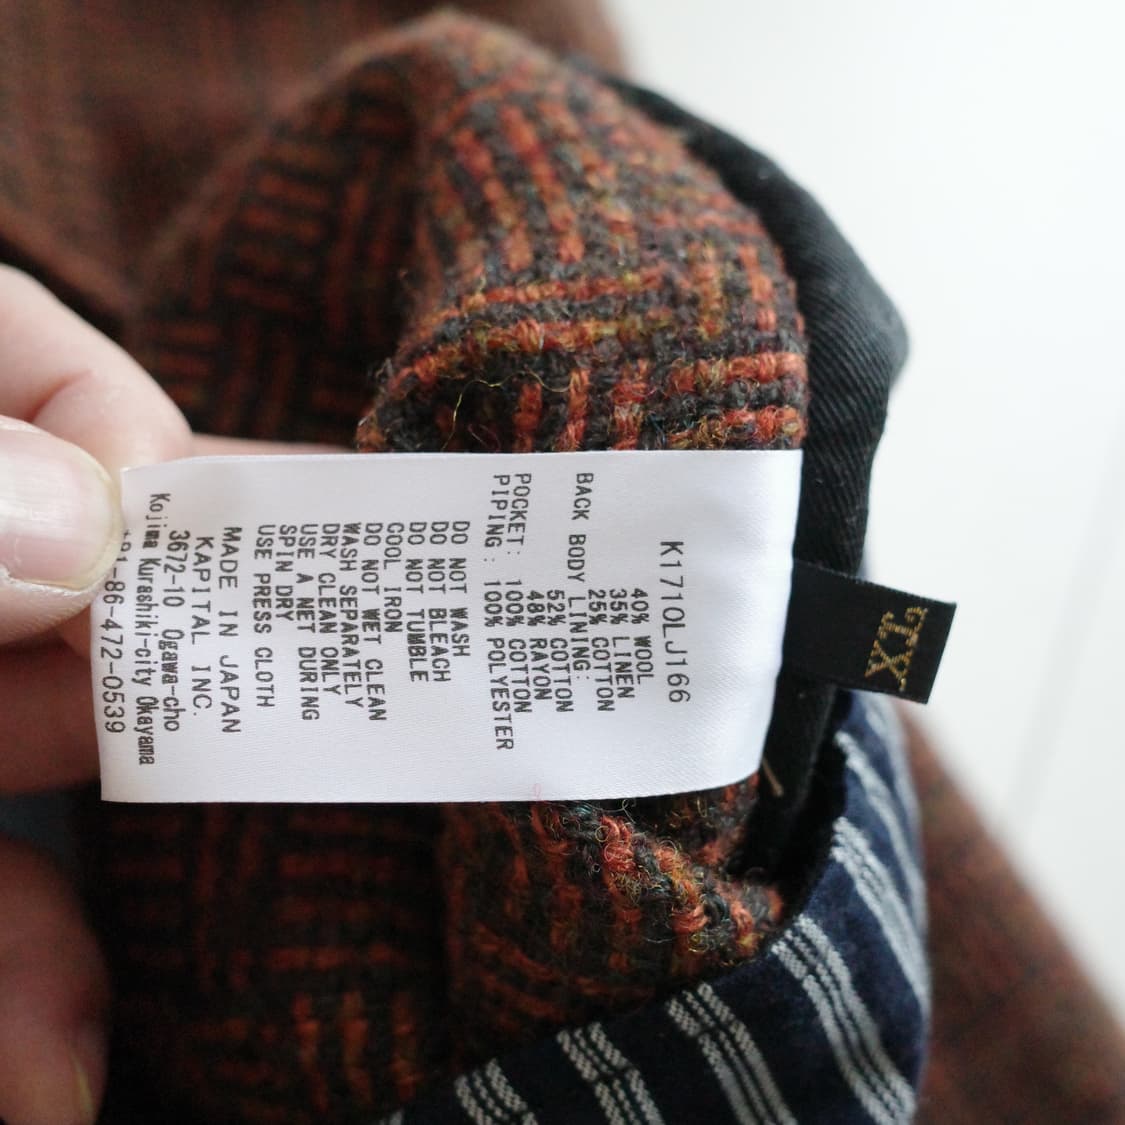 K1710LJ166
40% WOOL
35% LINEN
25% COTTON
BACK BODY LINING:
52% COTTON
48% RAYON
POCKET: 100% COTTON
PIPING: 100% POLYESTER
DO NOT WASH
DO NOT BLEACH
DO NOT TUMBLE
COOL IRON
DO NOT WET CLEAN
WASH SEPARATELY
DRY CLEAN ONLY
USE A NET DURING
SPIN DRY
USE PRESS CLOTH
MADE IN JAPAN
KAPITAL INC.
3672-10 Ogawa-cho
Kojima Kurashiki-city Okayama
81-86-472-0539